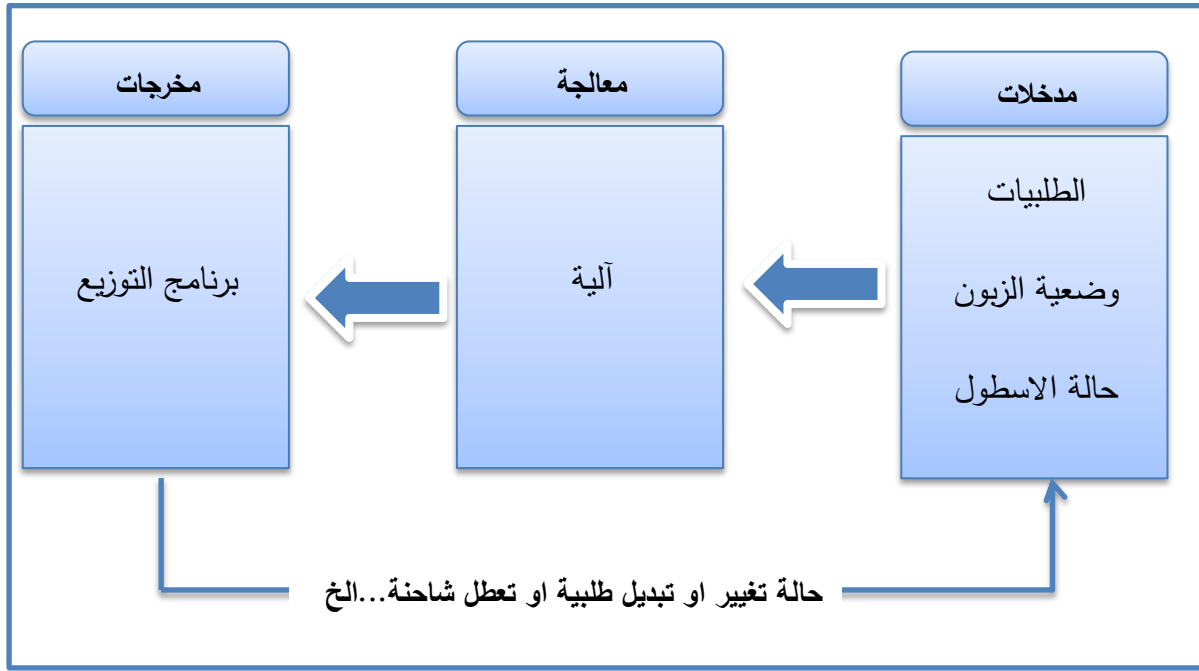 مدخلات
الطلبيات
وضعية الزبون
حالة الاسطول
معالجة
آلية
مخرجات
برنامج التوزيع
حالة تغيير او تبديل طلبية او تعطل شاحنة...الخ